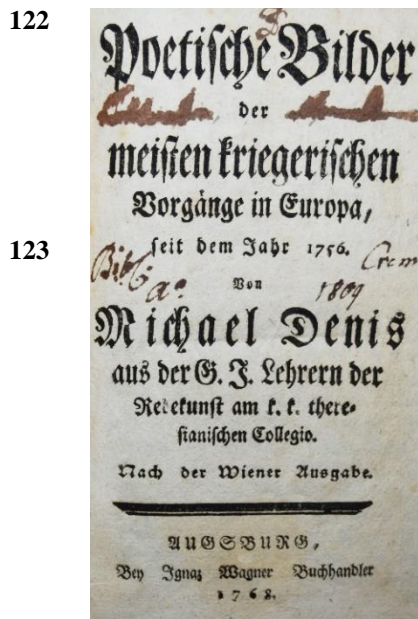 122
Poetische Bilder
der
meisten kriegerischen
Vorgänge in Europa,
123
seit dem Jahr 1756.
Von
1809
Michael Denis
aus der G. J. Lehrern der
Redekunst am k. k. there-
sianischen Collegio.
Nach der Wiener Ausgabe.
AUGSBURG,
Bey Ignaz Wagner Buchhandler
1768.